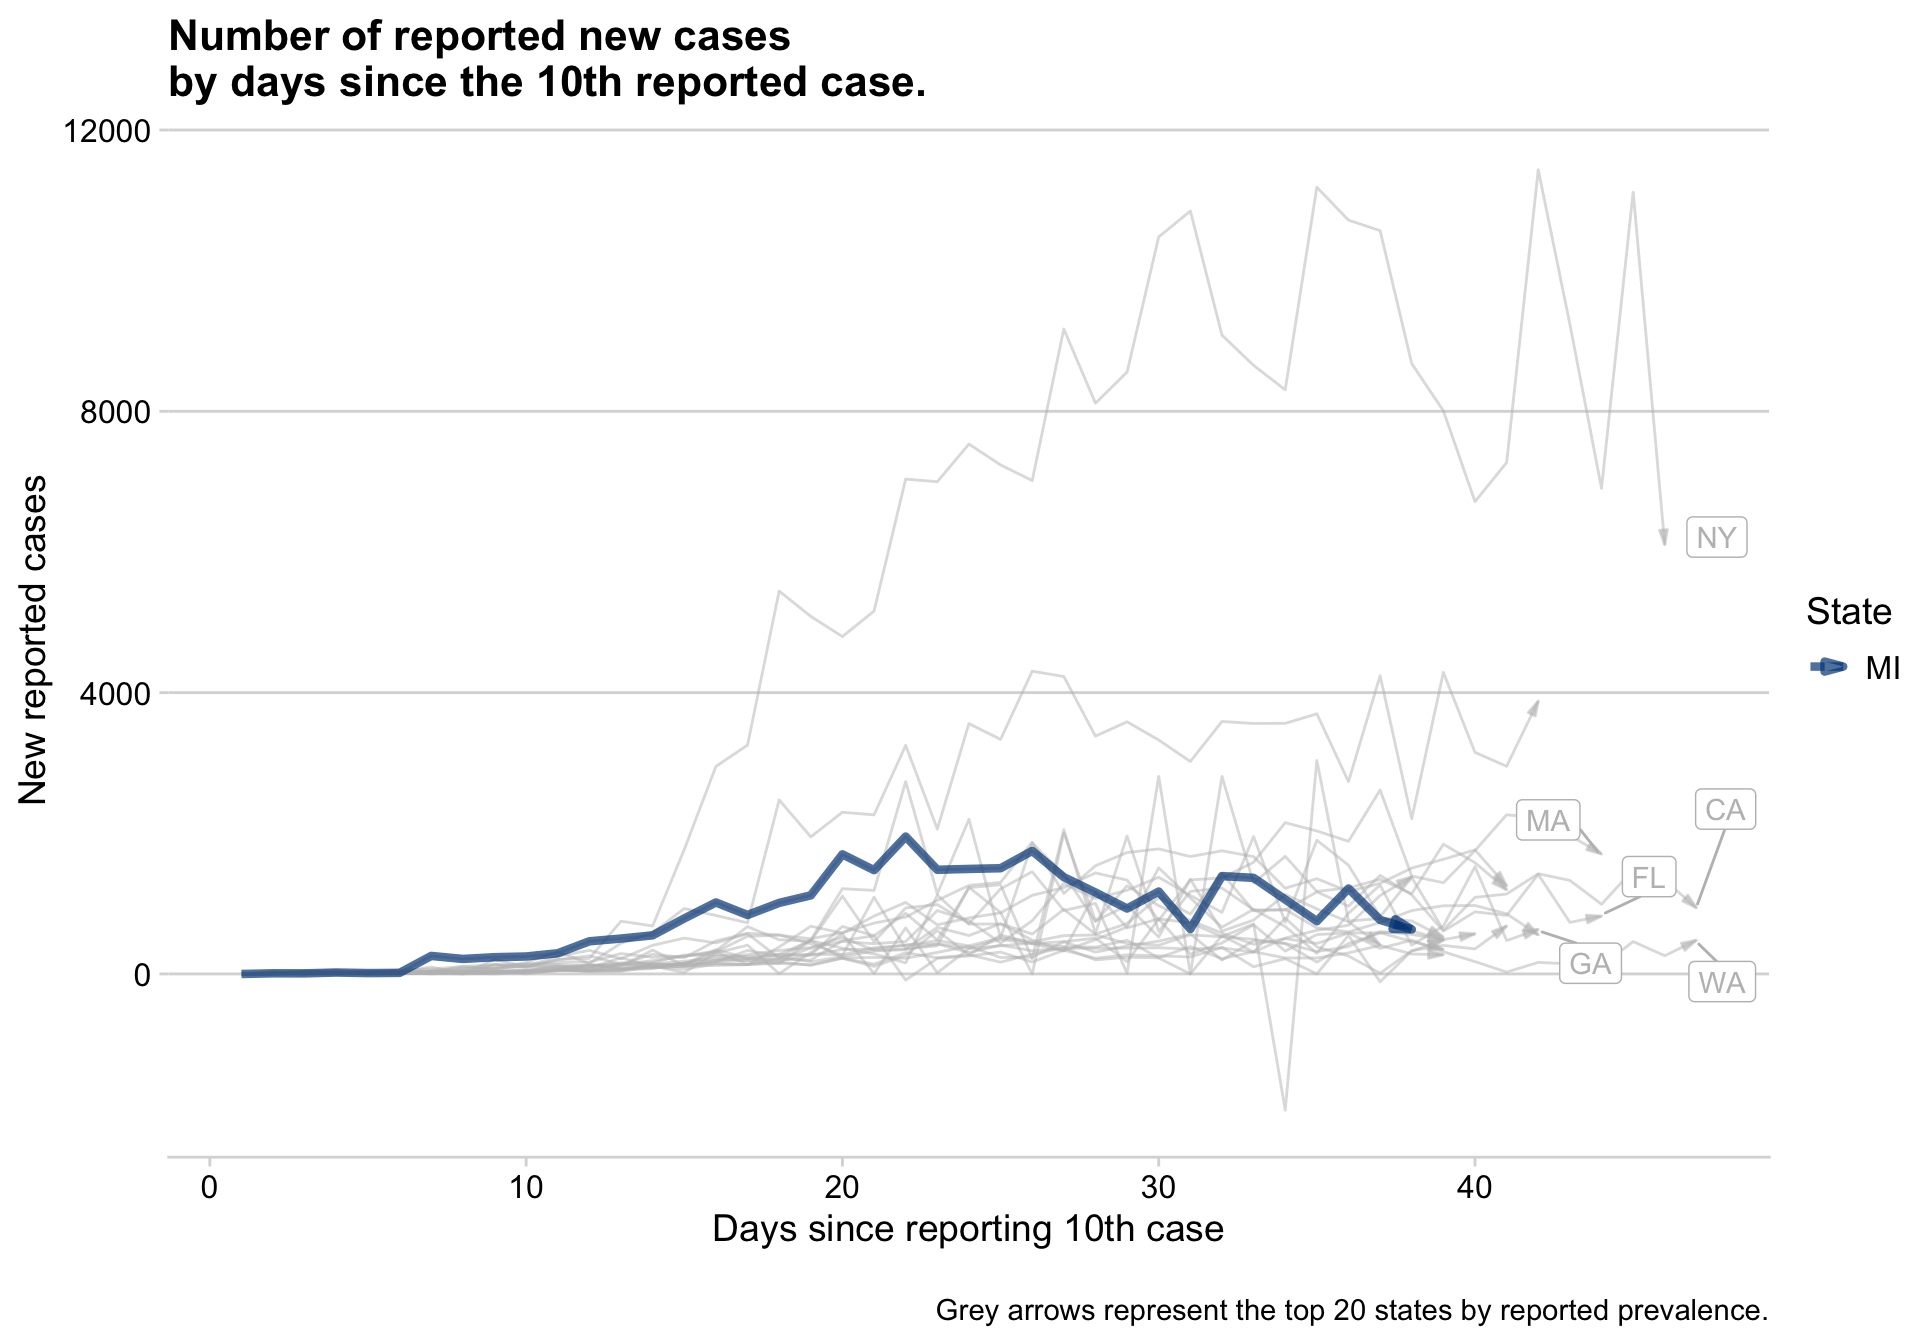 Number of reported new cases
by days since the 10th reported case.
12000
8000
4000
0
New reported cases
NY
MA
CA
FL
GA
WA
State
MI
0 10 20 30 40
Days since reporting 10th case
Grey arrows represent the top 20 states by reported prevalence.